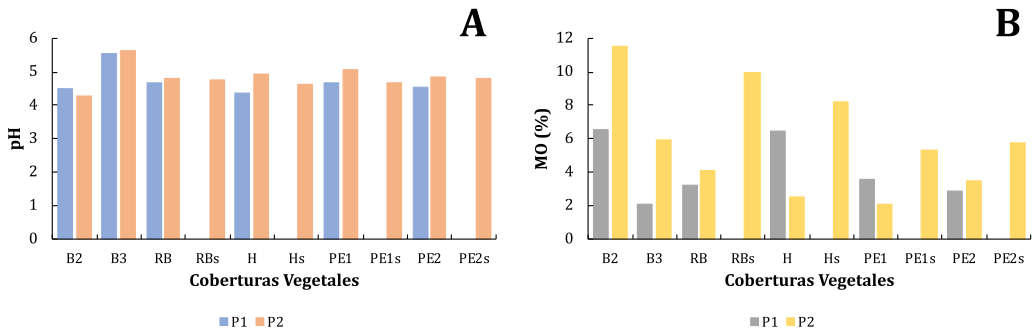 A
6
5
4
3
2
1
0
pH
B2 B3 RB RBs H Hs PE1 PE1s PE2 PE2s
Coberturas Vegetales
P1 P2
B
12
10
8
6
4
2
0
MO (%)
B2 B3 RB RBs H Hs PE1 PE1s PE2 PE2s
Coberturas Vegetales
P1 P2